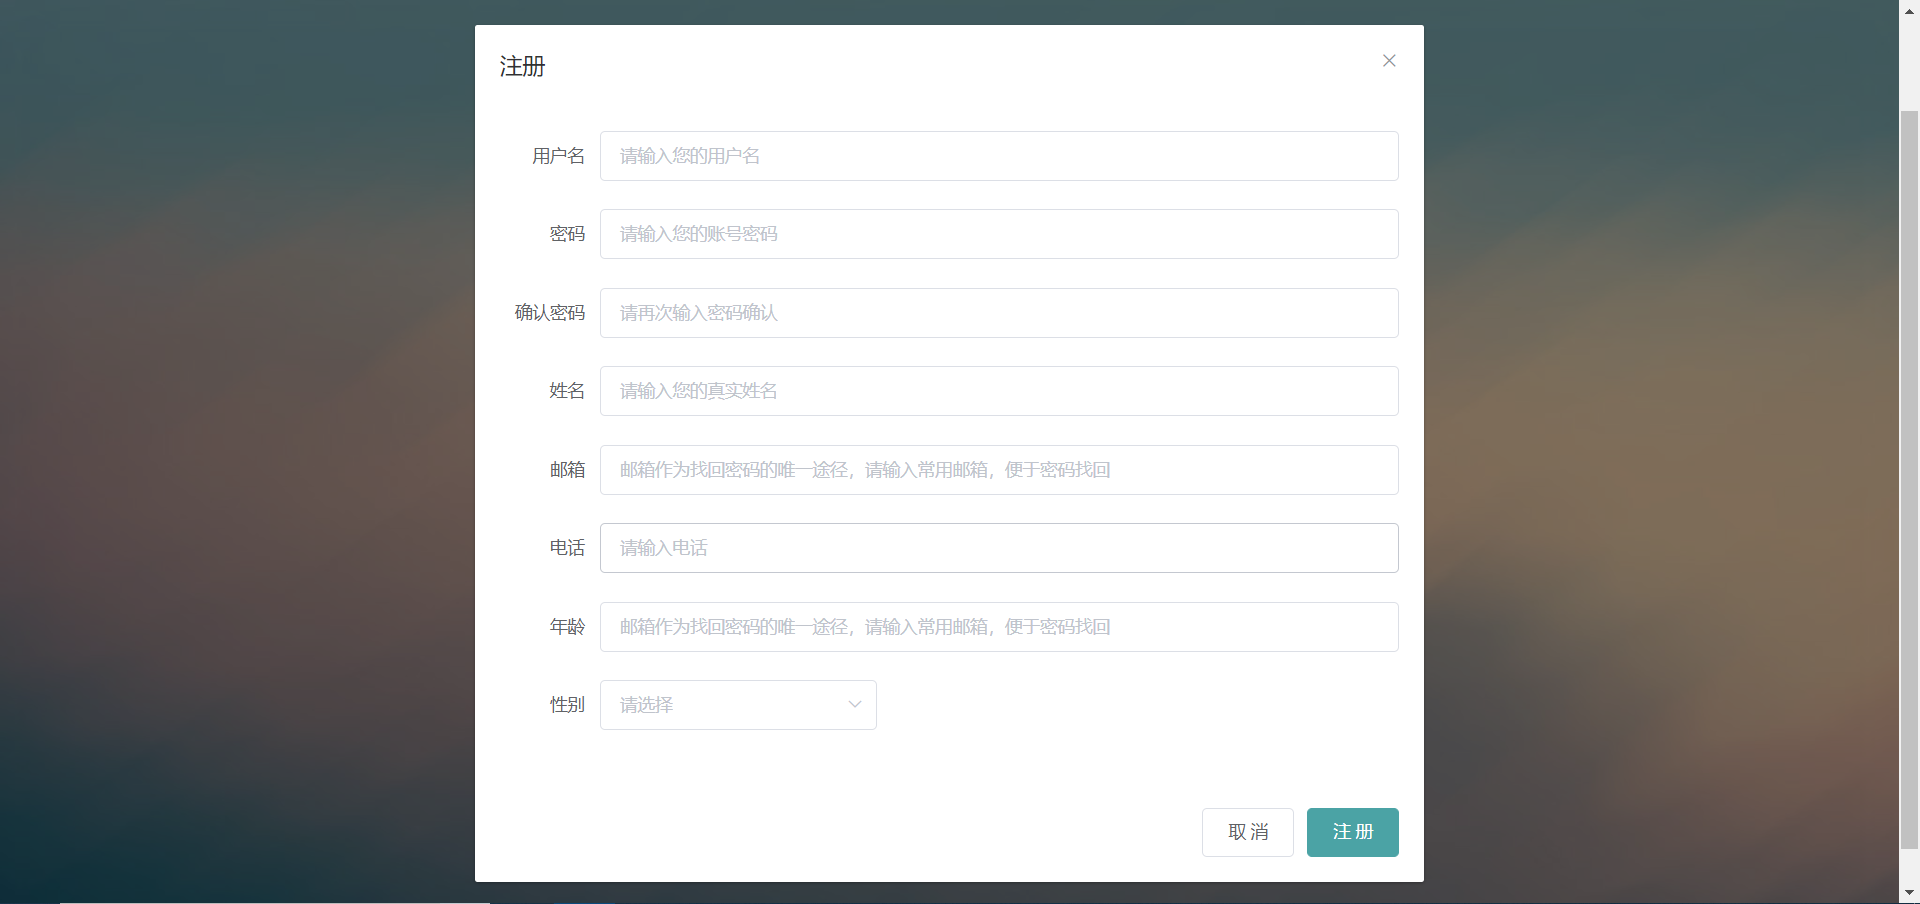 注册
用户名 请输入您的用户名
密码 请输入您的账号密码
确认密码 请再次输入密码确认
姓名 请输入您的真实姓名
邮箱 邮箱作为找回密码的唯一途径，请输入常用邮箱，便于密码找回
电话 请输入电话
年龄 邮箱作为找回密码的唯一途径，请输入常用邮箱，便于密码找回
性别 请选择
取消 注册